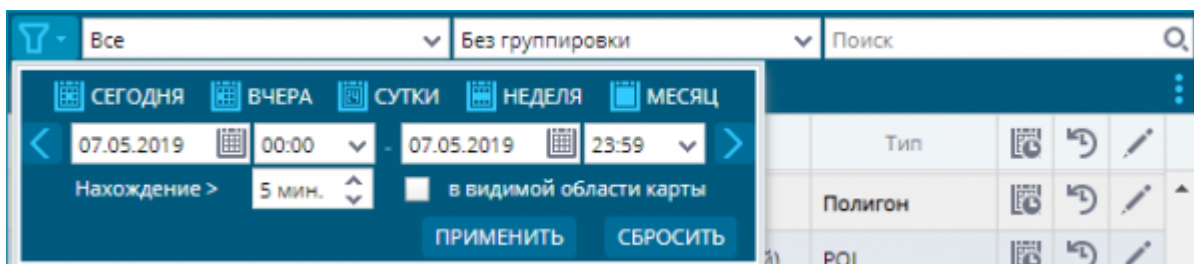 Все Без группировки Поиск
СЕГОДНЯ ВЧЕРА 24 СУТКИ НЕДЕЛЯ МЕСЯЦ
07.05.2019 00:00 - 07.05.2019 23:59 Тип
Нахождение > 5 мин. в видимой области карты
Полигон
ПРИМЕНИТЬ СБРОСИТЬ
й) POI